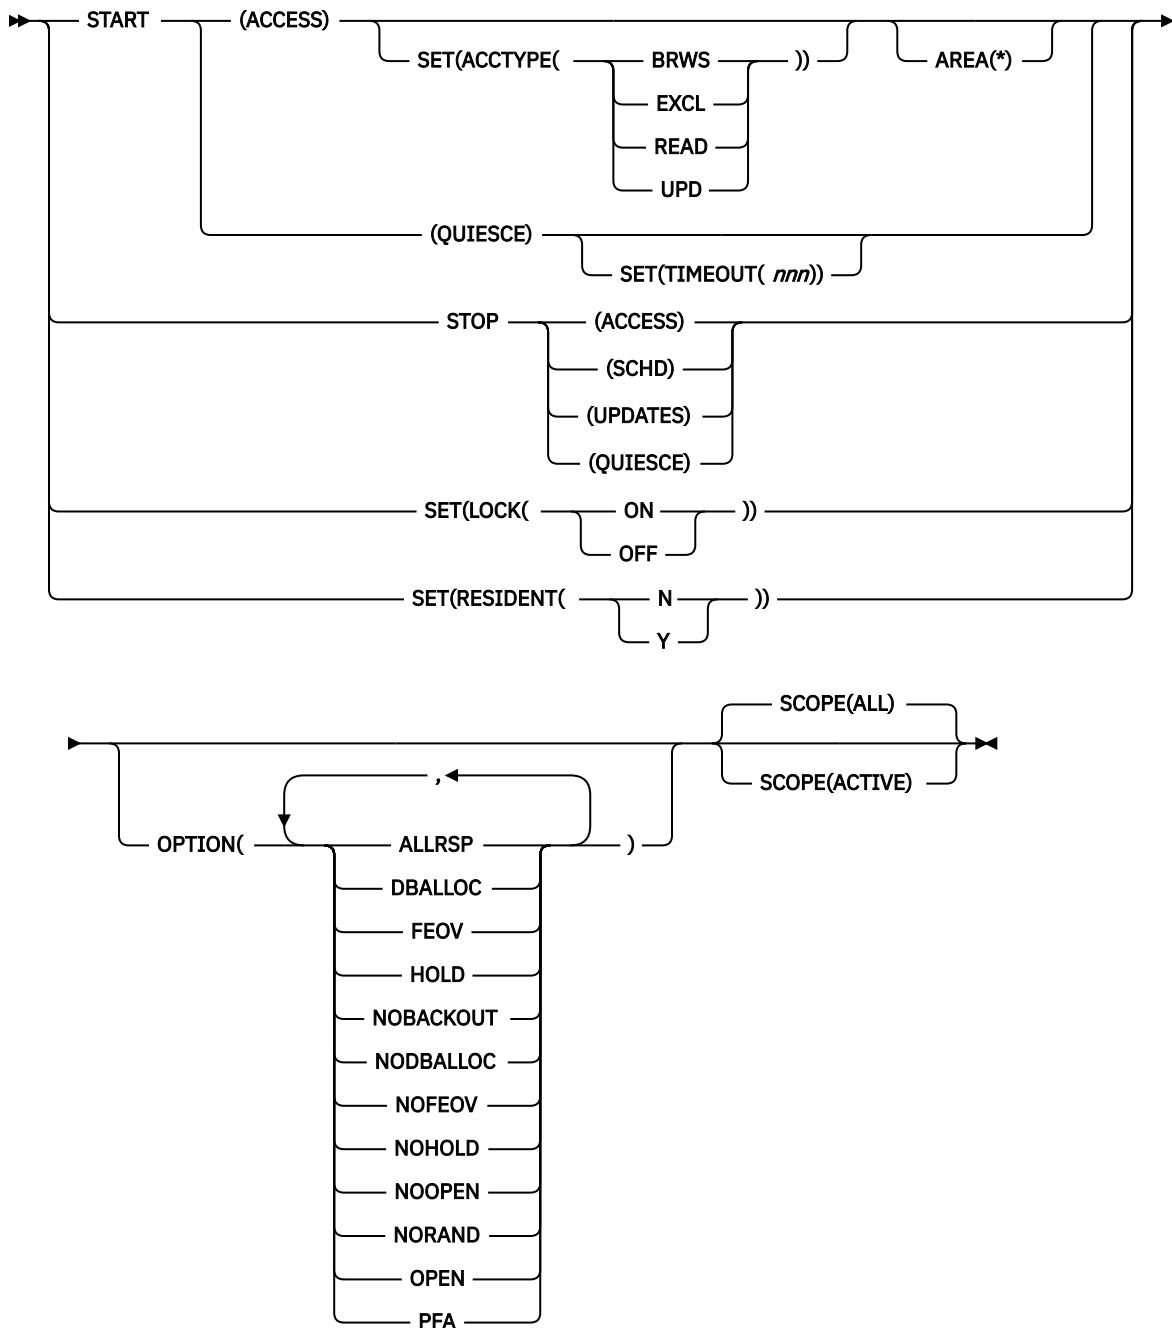 START (ACCESS)
SET(ACCTYPE( BRWS )) AREA(*)
EXCL
READ
UPD
(QUIESCE)
SET(TIMEOUT( nnn))
STOP (ACCESS)
(SCHD)
(UPDATES)
(QUIESCE)
SET(LOCK( ON ))
OFF
SET(RESIDENT( N ))
Y
SCOPE(ALL)
SCOPE(ACTIVE)
,
OPTION( ALLRSP )
DBALLOC
FEOV
HOLD
NOBACKOUT
NODBALLOC
NOFEOV
NOHOLD
NOOPEN
NORAND
OPEN
PFA